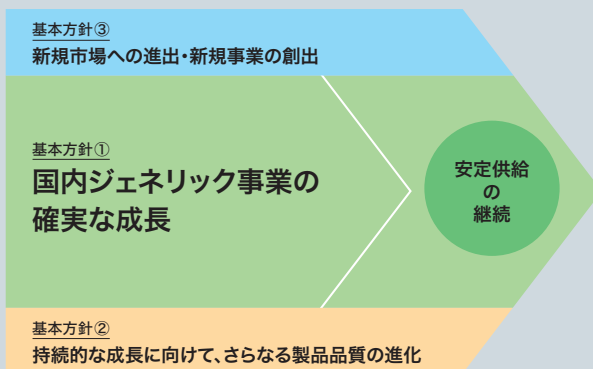 基本方針③
新規市場への進出・新規事業の創出
基本方針①
国内ジェネリック事業の
確実な成長
安定供給
の
継続
基本方針②
持続的な成長に向けて、さらなる製品品質の進化